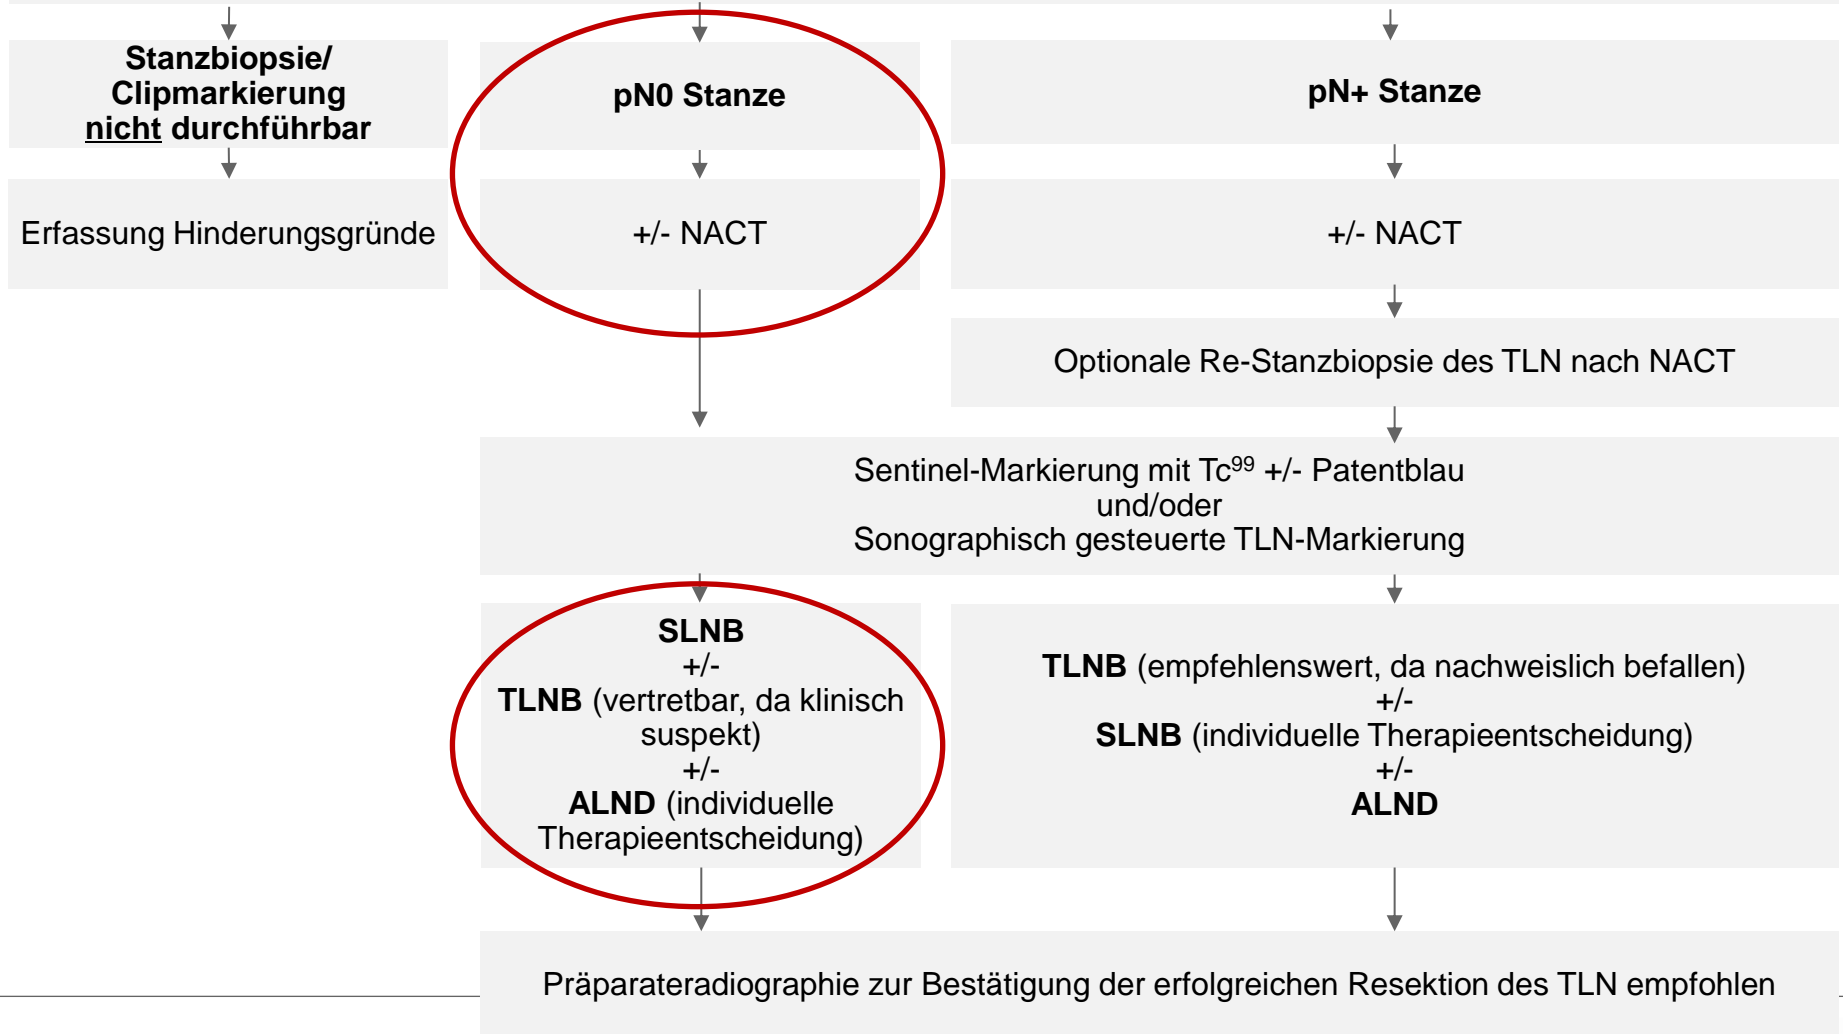 Stanzbiopsie/
Clipmarkierung
nicht durchführbar
pN0 Stanze
pN+ Stanze
Erfassung Hinderungsgründe
+/- NACT
+/- NACT
Optionale Re-Stanzbiopsie des TLN nach NACT
Sentinel-Markierung mit Tc⁹⁹ +/- Patentblau
und/oder
Sonographisch gesteuerte TLN-Markierung
SLNB
+/-
TLNB (vertretbar, da klinisch
suspekt)
+/-
ALND (individuelle
Therapieentscheidung)
TLNB (empfehlenswert, da nachweislich befallen)
+/-
SLNB (individuelle Therapieentscheidung)
+/-
ALND
Präparateradiographie zur Bestätigung der erfolgreichen Resektion des TLN empfohlen